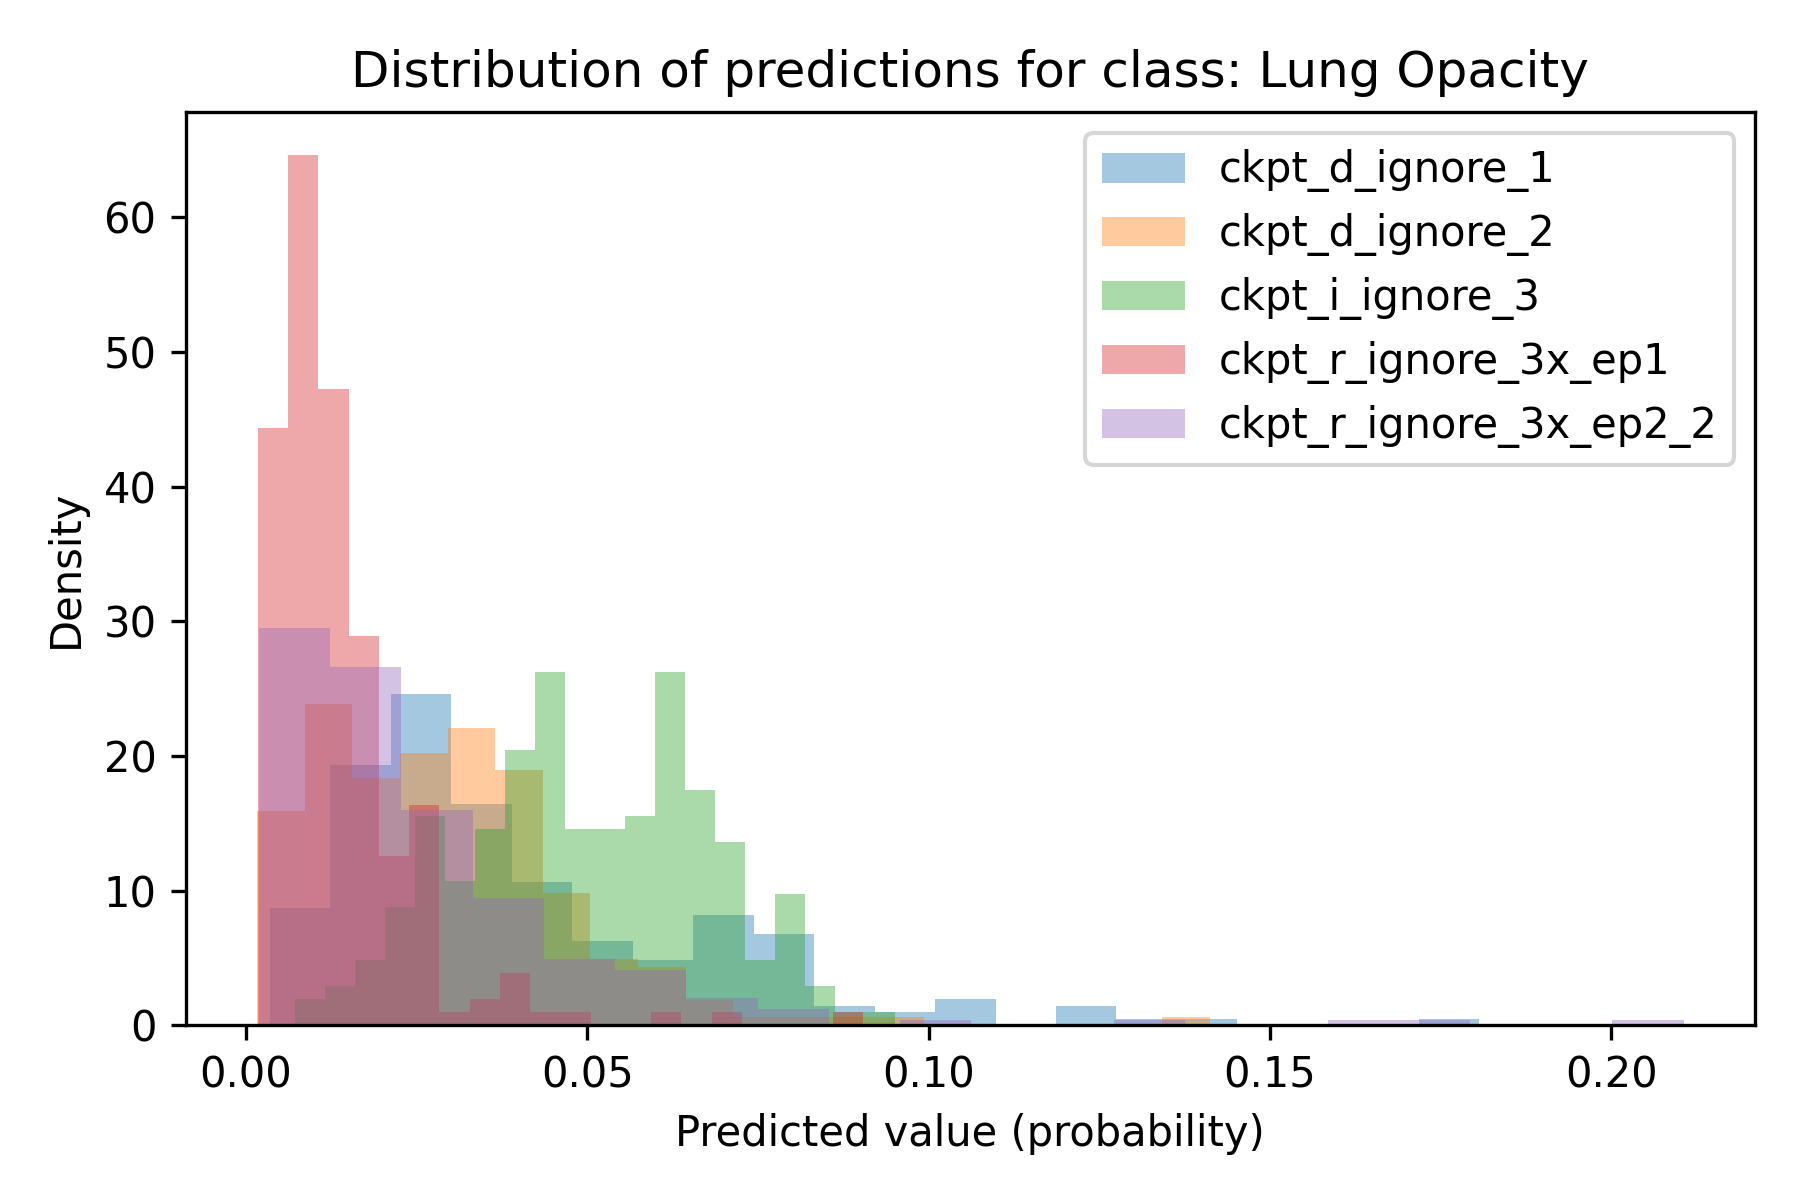 Distribution of predictions for class: Lung Opacity
ckpt_d_ignore_1
ckpt_d_ignore_2
ckpt_i_ignore_3
ckpt_r_ignore_3x_ep1
ckpt_r_ignore_3x_ep2_2
Density
60
50
40
30
20
10
0
0.00 0.05 0.10 0.15 0.20
Predicted value (probability)